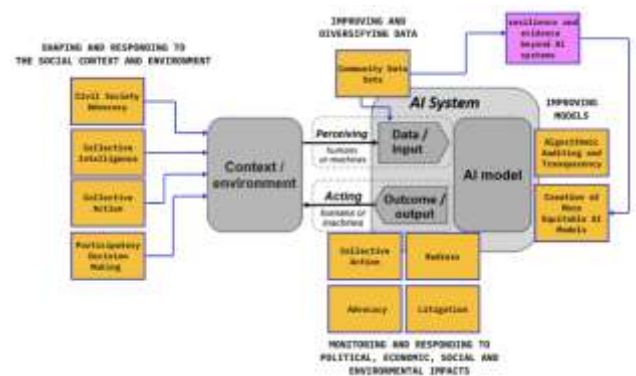 IMPROVING AND
DIVERSIFYING DATA
resilience and
evidence
beyond AI
systems
SHAPING AND RESPONDING TO
THE SOCIAL CONTEXT AND ENVIRONMENT
Community Data
Sets
Civil Society
Advocacy
Collective
Intelligence
Collective
Action
Participatory
Decision
Making
Context /
environment
Perceiving
humans
or machines
Acting
humans or
machines
AI System
Data /
Input
Outcome /
output
AI model
IMPROVING
MODELS
Algorithmic
Auditing and
Transparency
Creation of
More
Equitable AI
Models
Collective
Action
Redress
Advocacy
Litigation
MONITORING AND RESPONDING TO
POLITICAL, ECONOMIC, SOCIAL AND
ENVIRONMENTAL IMPACTS